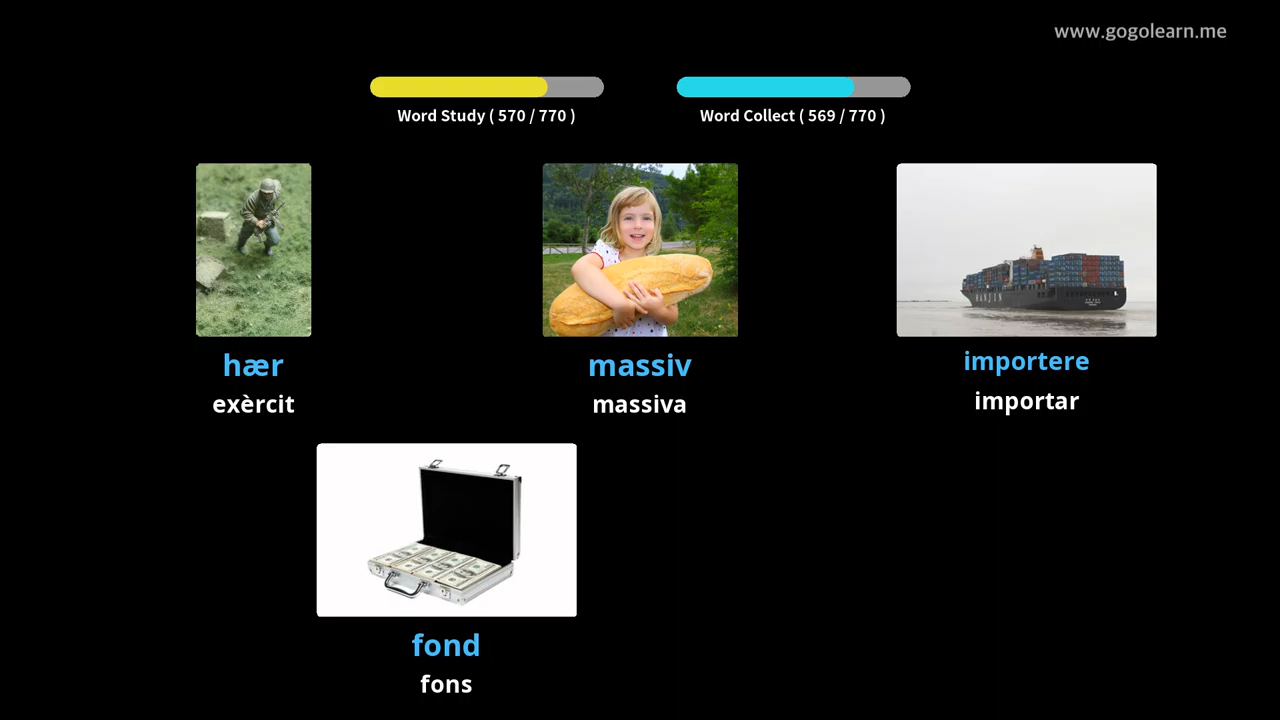 www.gogolearn.me
Word Study ( 570 / 770 )
Word Collect ( 569 / 770 )
HANJIN
hær
massiv
importere
exèrcit
massiva
importar
fond
fons